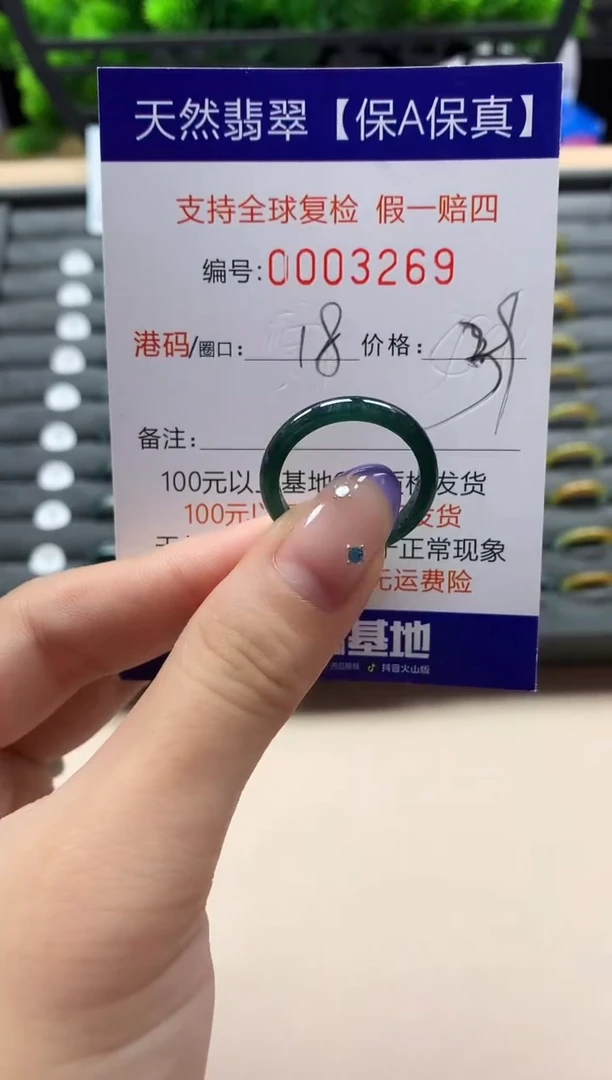 天然翡翠【保A保真】
支持全球复检 假一赔四
编号:0003269
港码/圈口: 18 价格:
备注:
100元以 基地 发货
100元 发货
正常现象
元运费险
基地
抖音火山版